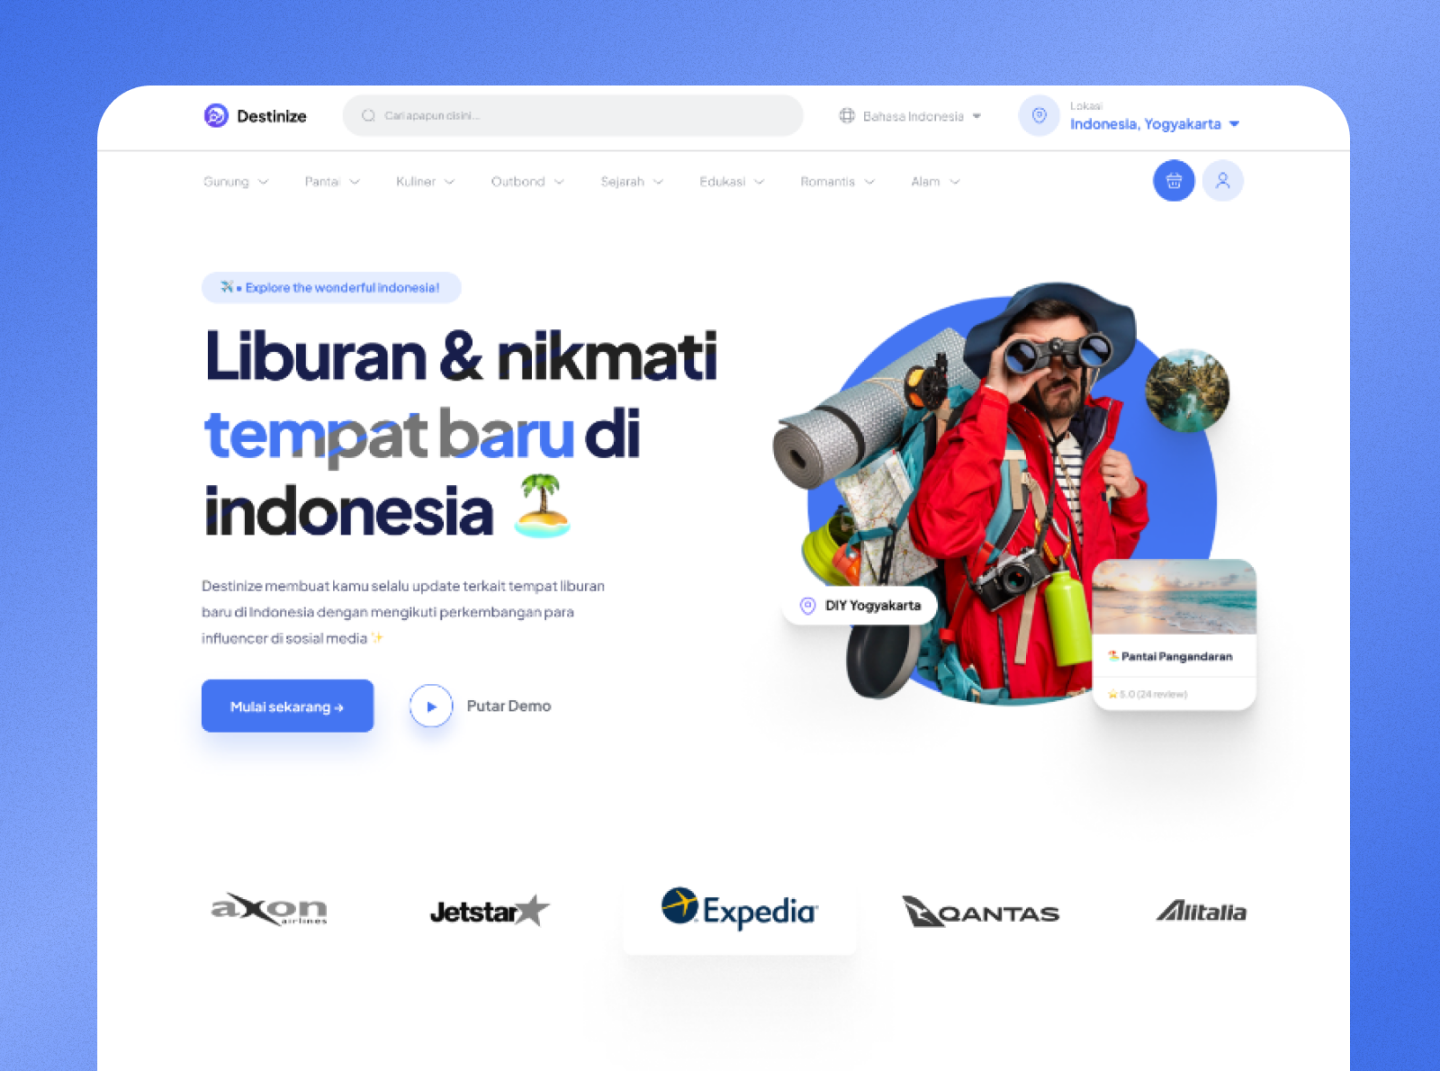 Destinize
Cari apapun disini...
Bahasa Indonesia
Lokasi
Indonesia, Yogyakarta
Gunung
Pantai
Kuliner
Outbond
Sejarah
Edukasi
Romantis
Alam
✈️ • Explore the wonderful indonesia!
Liburan & nikmati
tempat baru di
indonesia 🏝️
Destinize membuat kamu selalu update terkait tempat liburan
baru di Indonesia dengan mengikuti perkembangan para
influencer di sosial media ✨
Mulai sekarang →
Putar Demo
DIY Yogyakarta
🏝️ Pantai Pangandaran
⭐ 5.0 (24 review)
axon
airlines
Jetstar
Expedia
QANTAS
Alitalia